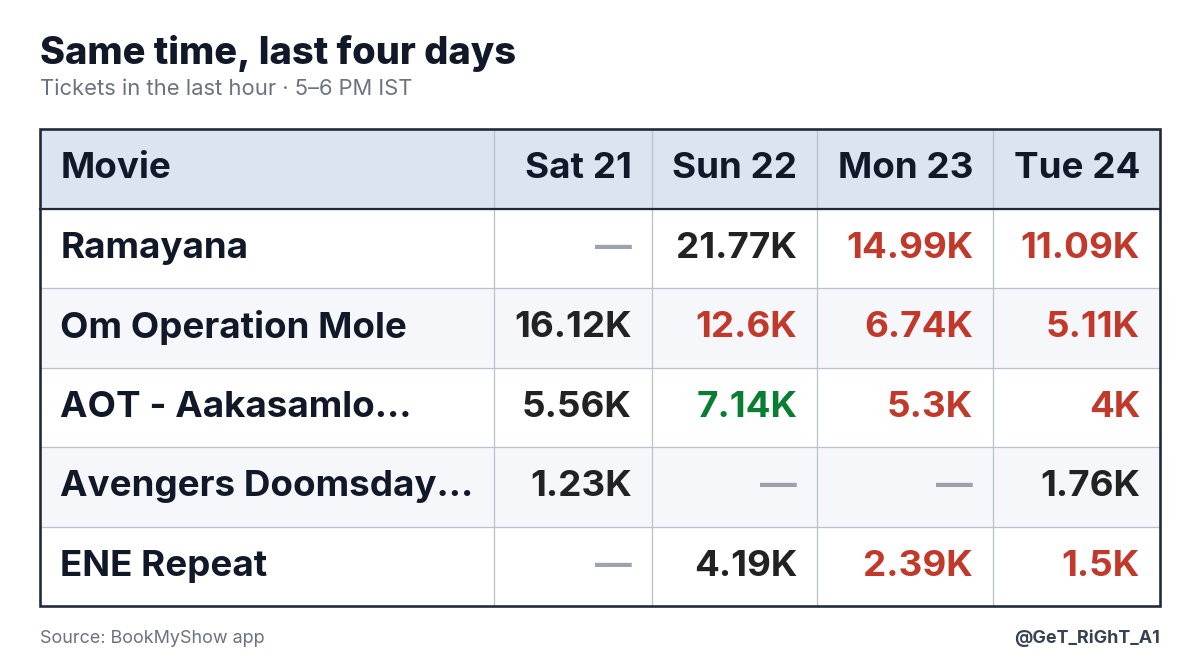 Same time, last four days
Tickets in the last hour · 5–6 PM IST
Movie Sat 21 Sun 22 Mon 23 Tue 24
Ramayana — 21.77K 14.99K 11.09K
Om Operation Mole 16.12K 12.6K 6.74K 5.11K
AOT - Aakasamlo... 5.56K 7.14K 5.3K 4K
Avengers Doomsday... 1.23K — — 1.76K
ENE Repeat — 4.19K 2.39K 1.5K
Source: BookMyShow app @GeT_RiGhT_A1